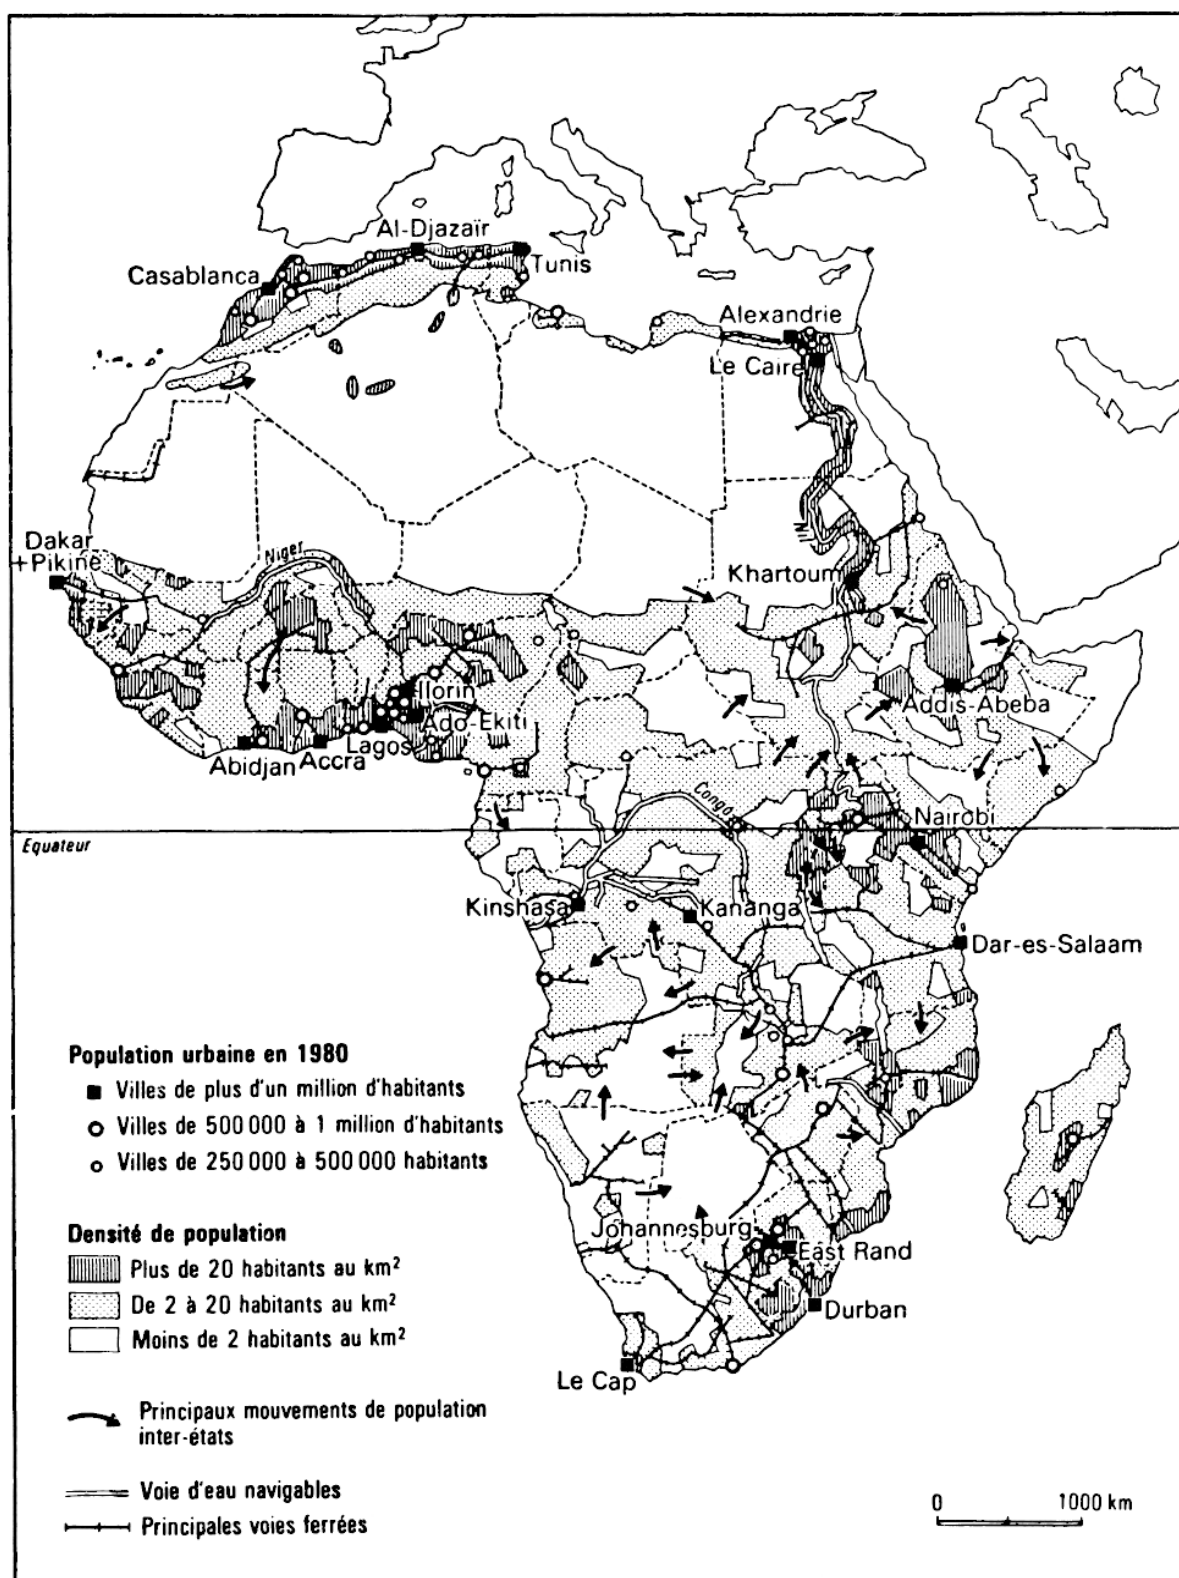 Al-Djazaïr
Casablanca
Tunis
Alexandrie
Le Caire
Dakar
+Pikine
Niger
Khartoum
Ilorin
Addis-Abeba
Ado-Ekiti
Lagos
Abidjan
Accra
Congo
Nairobi
Equateur
Kinshasa
Kananga
Dar-es-Salaam
Johannesburg
East Rand
Durban
Le Cap
Population urbaine en 1980
Villes de plus d'un million d'habitants
Villes de 500 000 à 1 million d'habitants
Villes de 250 000 à 500 000 habitants
Densité de population
Plus de 20 habitants au km²
De 2 à 20 habitants au km²
Moins de 2 habitants au km²
Principaux mouvements de population
inter-états
Voie d'eau navigables
Principales voies ferrées
0 1000 km